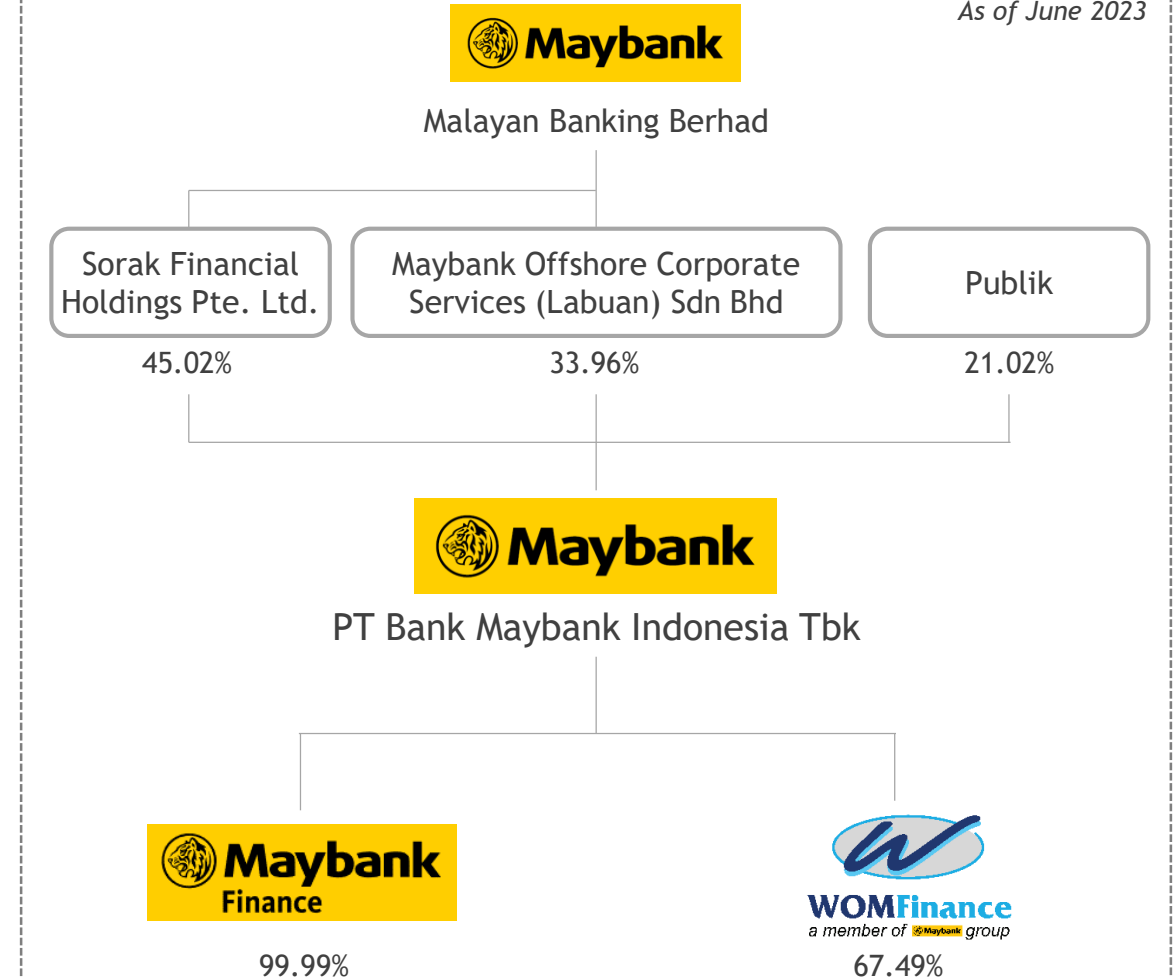 As of June 2023
Maybank
Malayan Banking Berhad
Sorak Financial
Holdings Pte. Ltd.
Maybank Offshore Corporate
Services (Labuan) Sdn Bhd
Publik
45.02%
33.96%
21.02%
Maybank
PT Bank Maybank Indonesia Tbk
Maybank
Finance
WOMFinance
a member of Maybank group
99.99%
67.49%